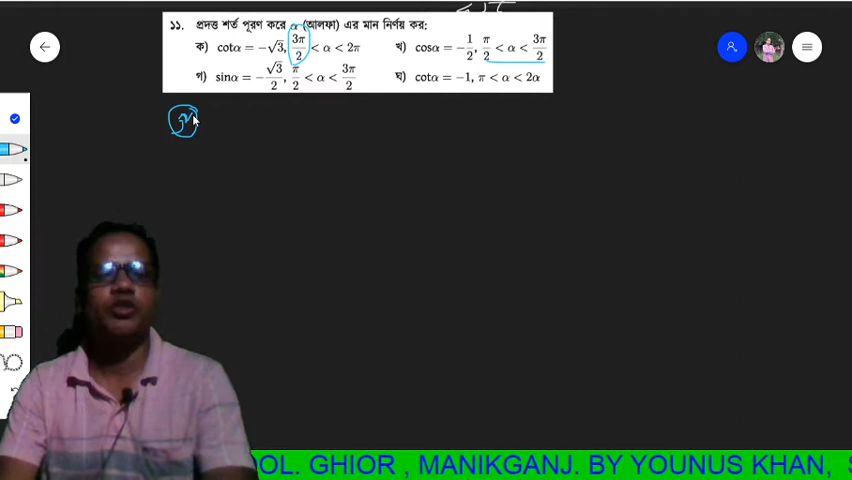 ১১. প্রদত্ত শর্ত পূরণ করে α (আলফা) এর মান নির্ণয় কর:
ক) cotα = −√3, 3π/2 < α < 2π খ) cosα = −1/2, π/2 < α < 3π/2
গ) sinα = −√3/2, π/2 < α < 3π/2 ঘ) cotα = −1, π < α < 2α
OOL. GHIOR , MANIKGANJ. BY YOUNUS KHAN, S